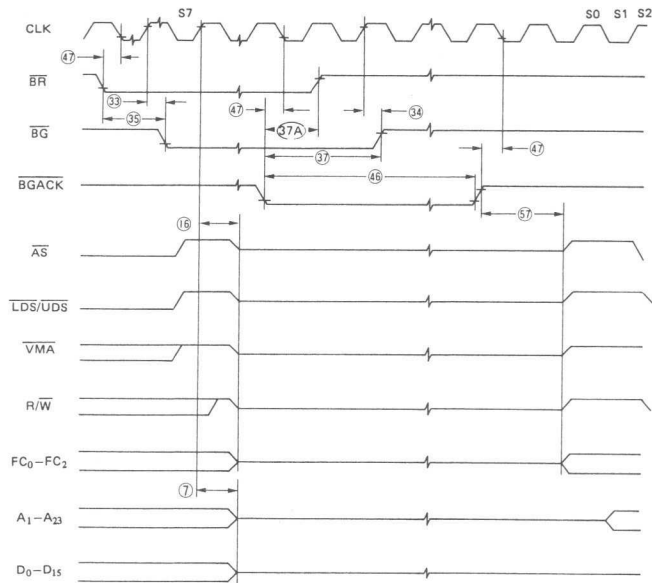 S7 S0 S1 S2
CLK
㊼
BR
㉝ ㊼ ㉞
㉟ 37A
BG
㊲ ㊼
㊻
BGACK
⑯ 57
AS
LDS/UDS
VMA
R/W
FC₀–FC₂
⑦
A₁–A₂₃
D₀–D₁₅